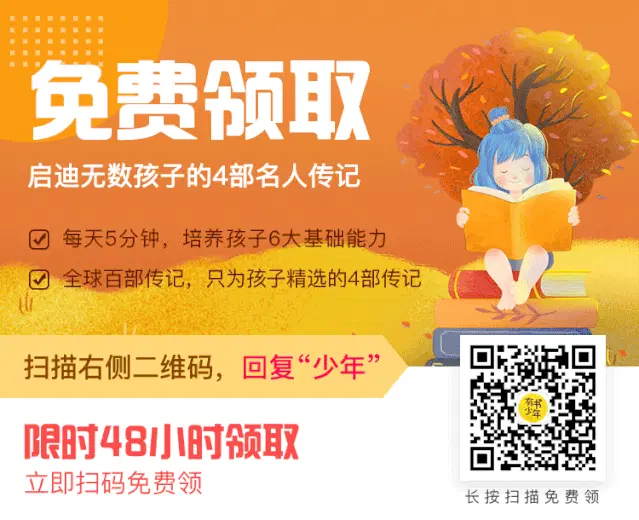 免费领取
启迪无数孩子的4部名人传记
每天5分钟，培养孩子6大基础能力
全球百部传记，只为孩子精选的4部传记
扫描右侧二维码，回复“少年”
有书
少年
限时48小时领取
立即扫码免费领
长按扫描免费领